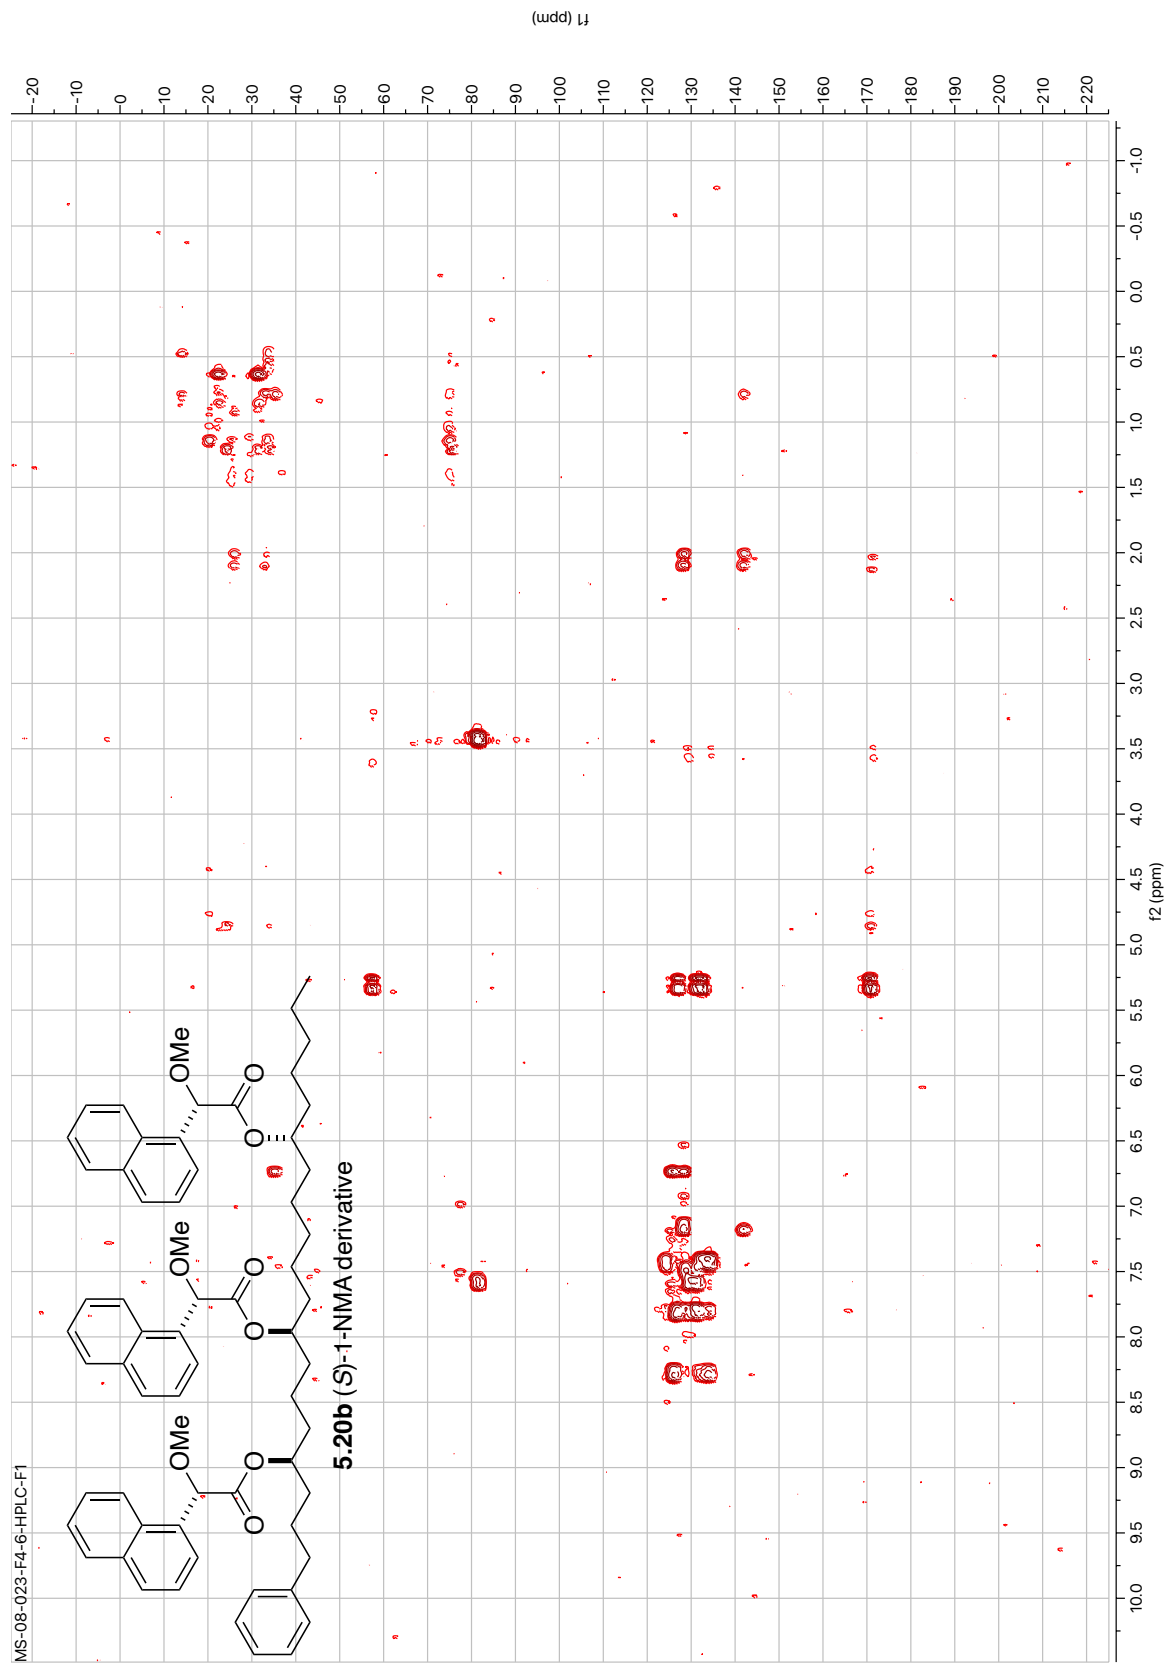 MS-08-023-F4-6-HPLC-F1
OMe
OMe
OMe
O
O
O
O
O
O
5.20b (S)-1-NMA derivative
10.0 9.5 9.0 8.5 8.0 7.5 7.0 6.5 6.0 5.5 5.0 4.5 4.0 3.5 3.0 2.5 2.0 1.5 1.0 0.5 0.0 -0.5 -1.0
f2 (ppm)
-20
-10
0
10
20
30
40
50
60
70
80
90
100
110
120
130
140
150
160
170
180
190
200
210
220
f1 (ppm)